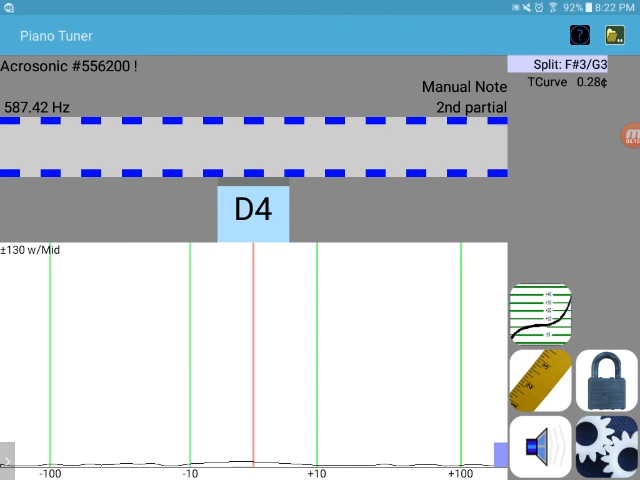 92% 8:22 PM
Piano Tuner
Acrosonic #556200 !
Split: F#3/G3
TCurve 0.28¢
Manual Note
587.42 Hz
2nd partial
D4
±130 w/Mid
-100 -10 +10 +100